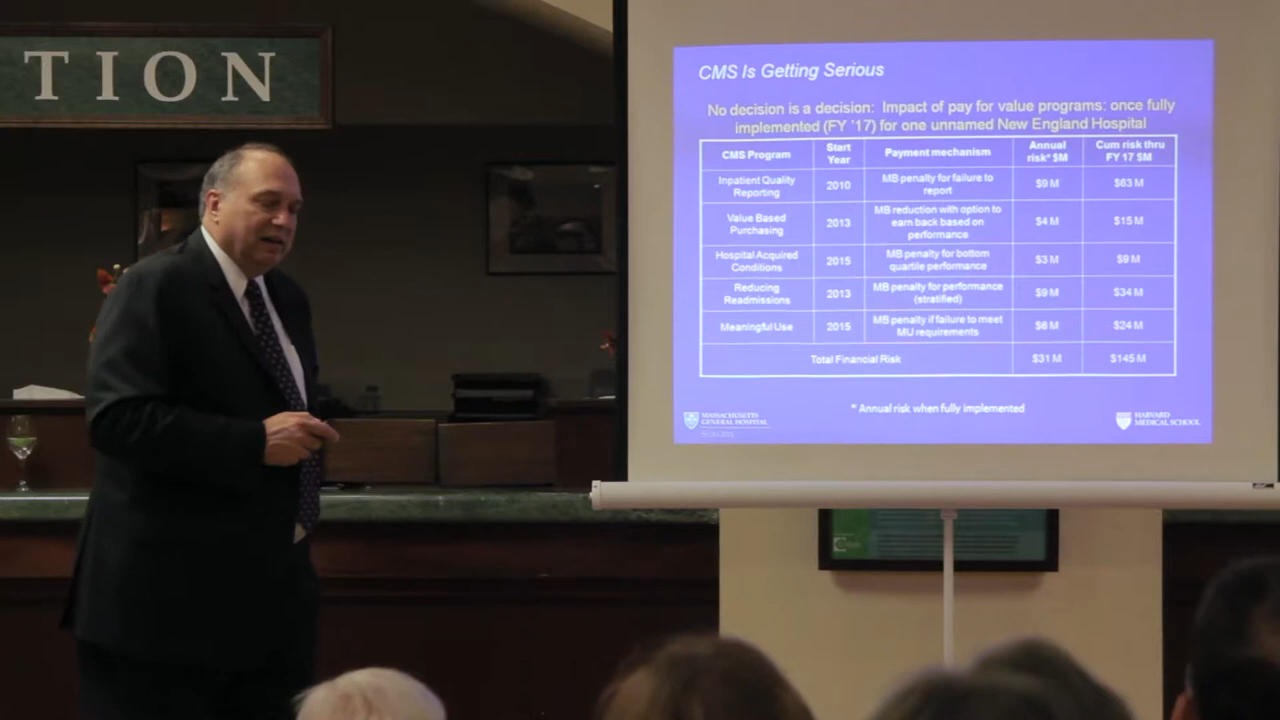 TION
CMS Is Getting Serious
No decision is a decision: Impact of pay for value programs: once fully
implemented (FY '17) for one unnamed New England Hospital
CMS Program
Start
Year
Payment mechanism
Annual
risk* $M
Cum risk thru
FY 17 $M
Inpatient Quality
Reporting
2010
MB penalty for failure to
report
$9 M
$63 M
Value Based
Purchasing
2013
MB reduction with option to
earn back based on
performance
$4 M
$15 M
Hospital Acquired
Conditions
2015
MB penalty for bottom
quartile performance
$3 M
$9 M
Reducing
Readmissions
2013
MB penalty for performance
(stratified)
$9 M
$34 M
Meaningful Use
2015
MB penalty if failure to meet
MU requirements
$6 M
$24 M
Total Financial Risk
$31 M
$145 M
* Annual risk when fully implemented
MASSACHUSETTS
GENERAL HOSPITAL
HARVARD
MEDICAL SCHOOL